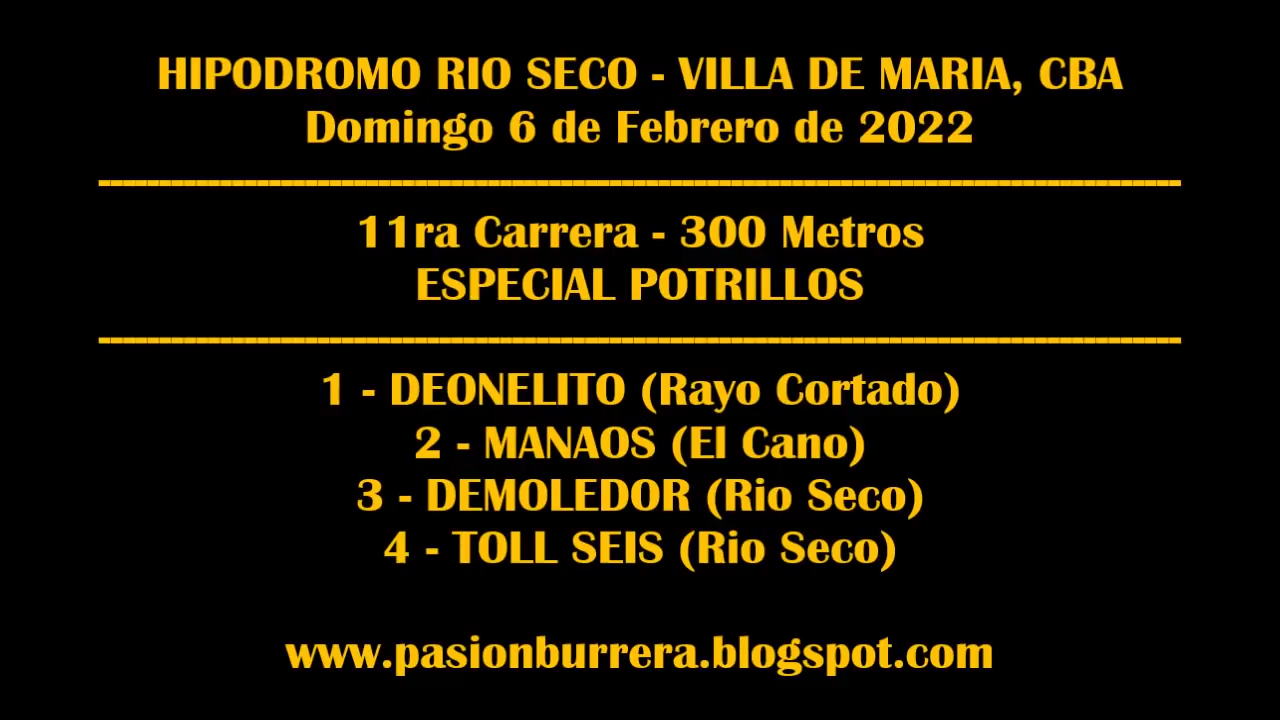 HIPODROMO RIO SECO - VILLA DE MARIA, CBA
Domingo 6 de Febrero de 2022
11ra Carrera - 300 Metros
ESPECIAL POTRILLOS
1 - DEONELITO (Rayo Cortado)
2 - MANAOS (El Cano)
3 - DEMOLEDOR (Rio Seco)
4 - TOLL SEIS (Rio Seco)
www.pasionburrera.blogspot.com